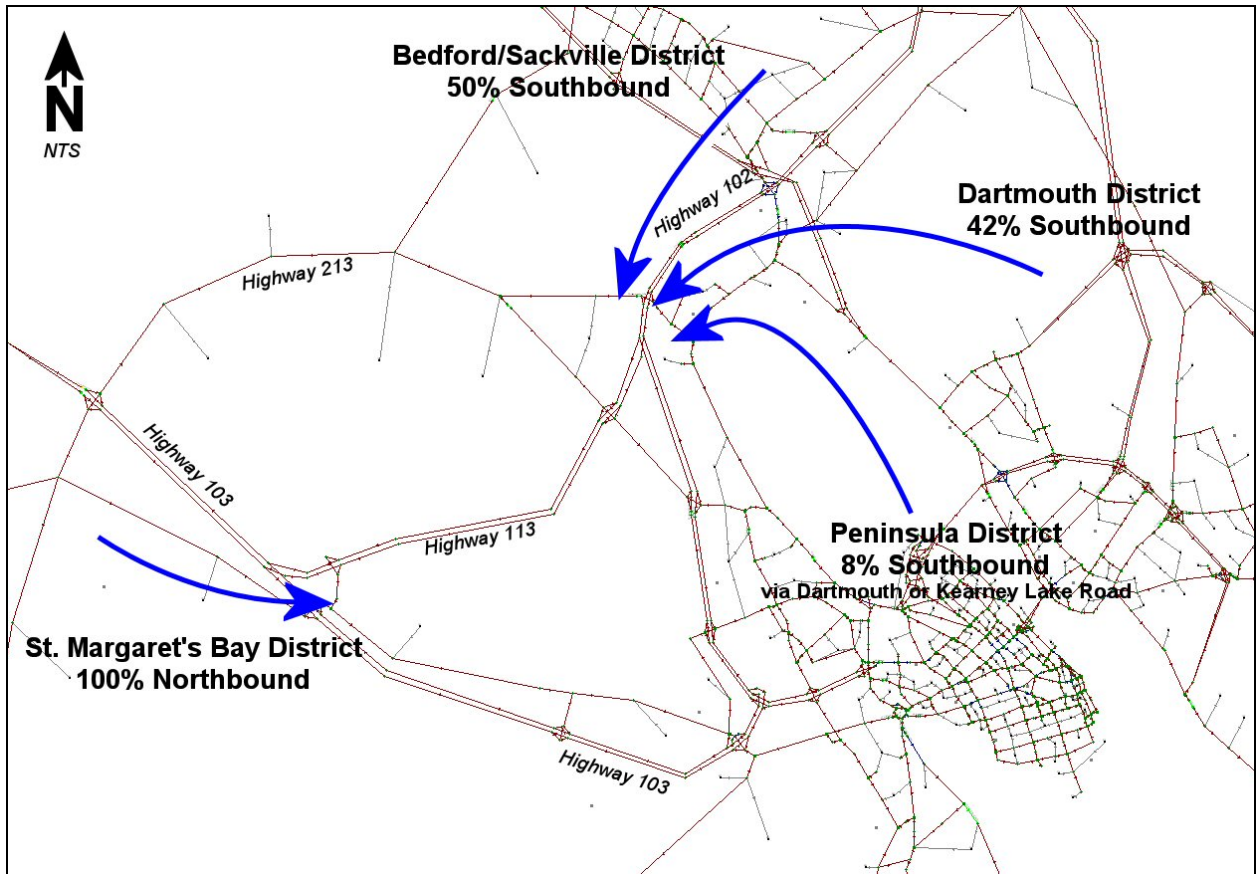 N
NTS
Bedford/Sackville District
50% Southbound
Highway 102
Dartmouth District
42% Southbound
Highway 213
Highway 103
Highway 113
Peninsula District
8% Southbound
via Dartmouth or Kearney Lake Road
St. Margaret's Bay District
100% Northbound
Highway 103